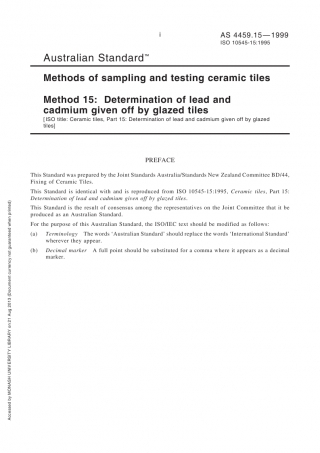 i
AS 4459.15—1999
ISO 10545-15:1995
Australian Standard™
Methods of sampling and testing ceramic tiles
Method 15: Determination of lead and
cadmium given off by glazed tiles
[ISO title: Ceramic tiles, Part 15: Determination of lead and cadmium given off by glazed
tiles]
PREFACE
This Standard was prepared by the Joint Standards Australia/Standards New Zealand Committee BD/44,
Fixing of Ceramic Tiles.
This Standard is identical with and is reproduced from ISO 10545-15:1995, Ceramic tiles, Part 15:
Determination of lead and cadmium given off by glazed tiles.
This Standard is the result of consensus among the representatives on the Joint Committee that it be
produced as an Australian Standard.
For the purpose of this Australian Standard, the ISO/IEC text should be modified as follows:
(a) Terminology The words ‘Australian Standard’ should replace the words ‘International Standard’
wherever they appear.
(b) Decimal marker A full point should be substituted for a comma where it appears as a decimal
marker.
Accessed by MONASH UNIVERSITY LIBRARY on 21 Aug 2013 (Document currency not guaranteed when printed)